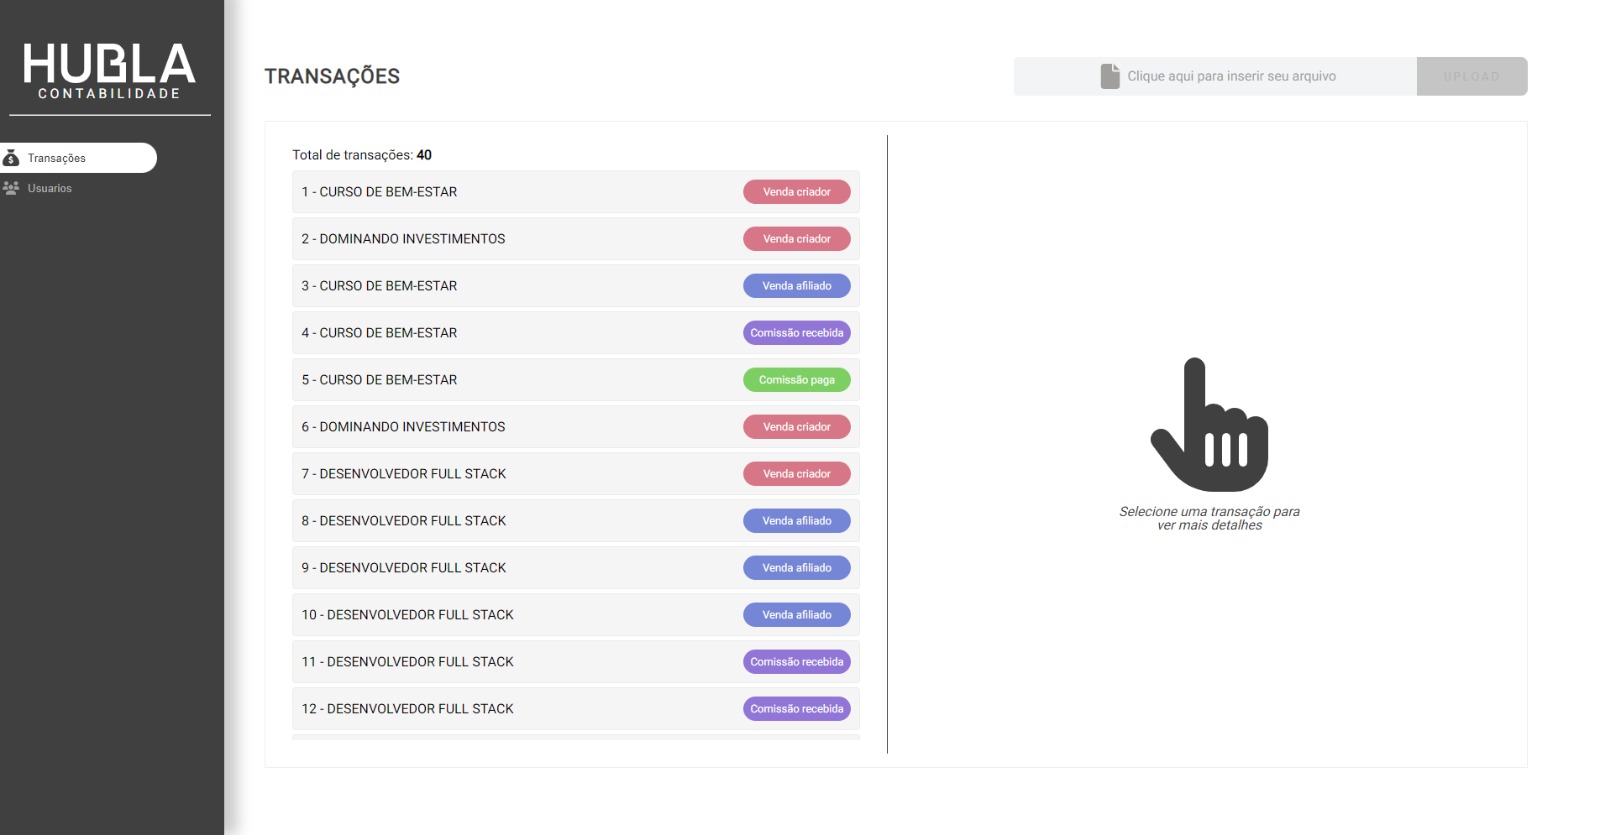 HUBLA
CONTABILIDADE
Transações
Usuarios
TRANSAÇÕES
Clique aqui para inserir seu arquivo
UPLOAD
Total de transações: 40
1 - CURSO DE BEM-ESTAR
Venda criador
2 - DOMINANDO INVESTIMENTOS
Venda criador
3 - CURSO DE BEM-ESTAR
Venda afiliado
4 - CURSO DE BEM-ESTAR
Comissão recebida
5 - CURSO DE BEM-ESTAR
Comissão paga
6 - DOMINANDO INVESTIMENTOS
Venda criador
7 - DESENVOLVEDOR FULL STACK
Venda criador
8 - DESENVOLVEDOR FULL STACK
Venda afiliado
9 - DESENVOLVEDOR FULL STACK
Venda afiliado
10 - DESENVOLVEDOR FULL STACK
Venda afiliado
11 - DESENVOLVEDOR FULL STACK
Comissão recebida
12 - DESENVOLVEDOR FULL STACK
Comissão recebida
Selecione uma transação para
ver mais detalhes